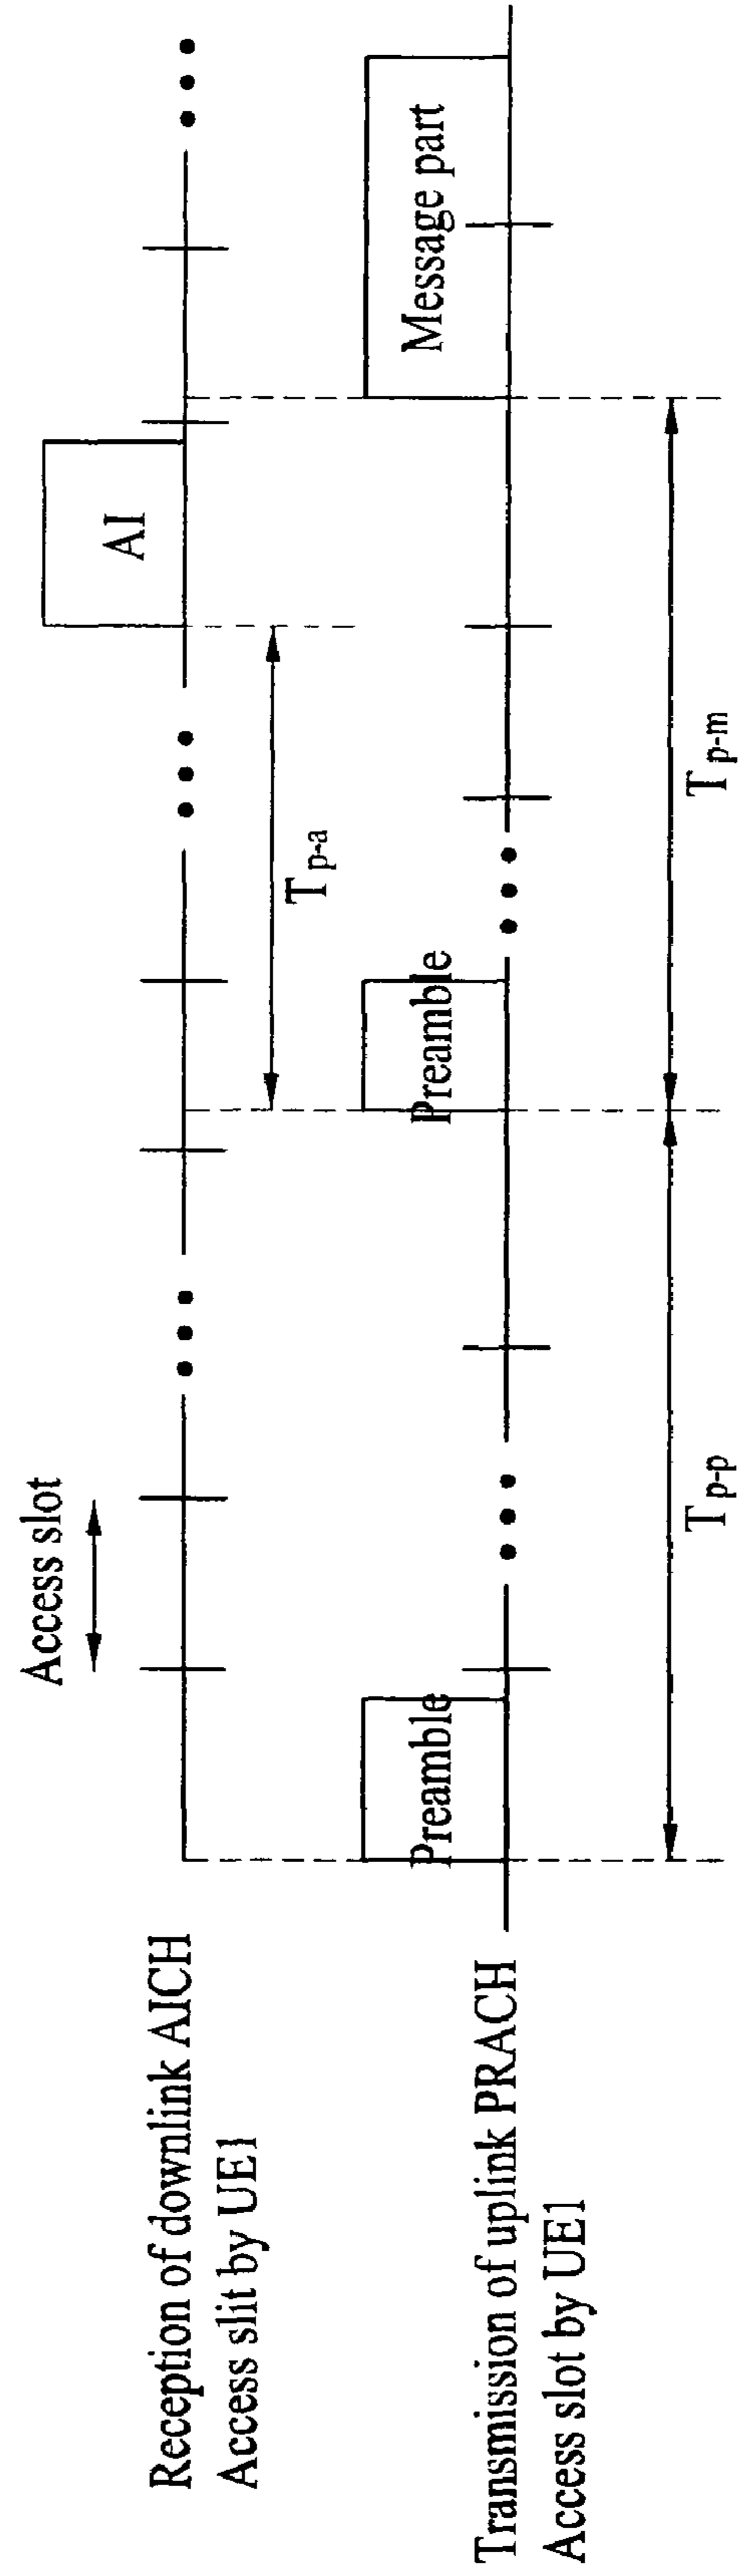 Access slot
AI
Reception of downlink AICH
Access slit by UE1
T p-a
Preamble
Preamble
Message part
Transmission of uplink PRACH
Access slot by UE1
T p-p
T p-m